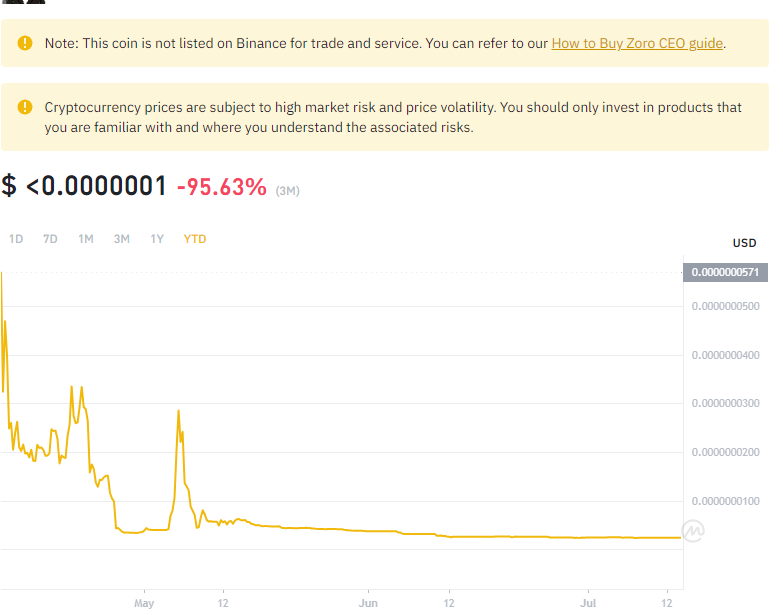 Note: This coin is not listed on Binance for trade and service. You can refer to our How to Buy Zoro CEO guide.
Cryptocurrency prices are subject to high market risk and price volatility. You should only invest in products that
you are familiar with and where you understand the associated risks.
$ <0.0000001 -95.63% (3M)
1D 7D 1M 3M 1Y YTD
USD
0.0000000571
0.0000000500
0.0000000400
0.0000000300
0.0000000200
0.0000000100
May 12 Jun 12 Jul 12